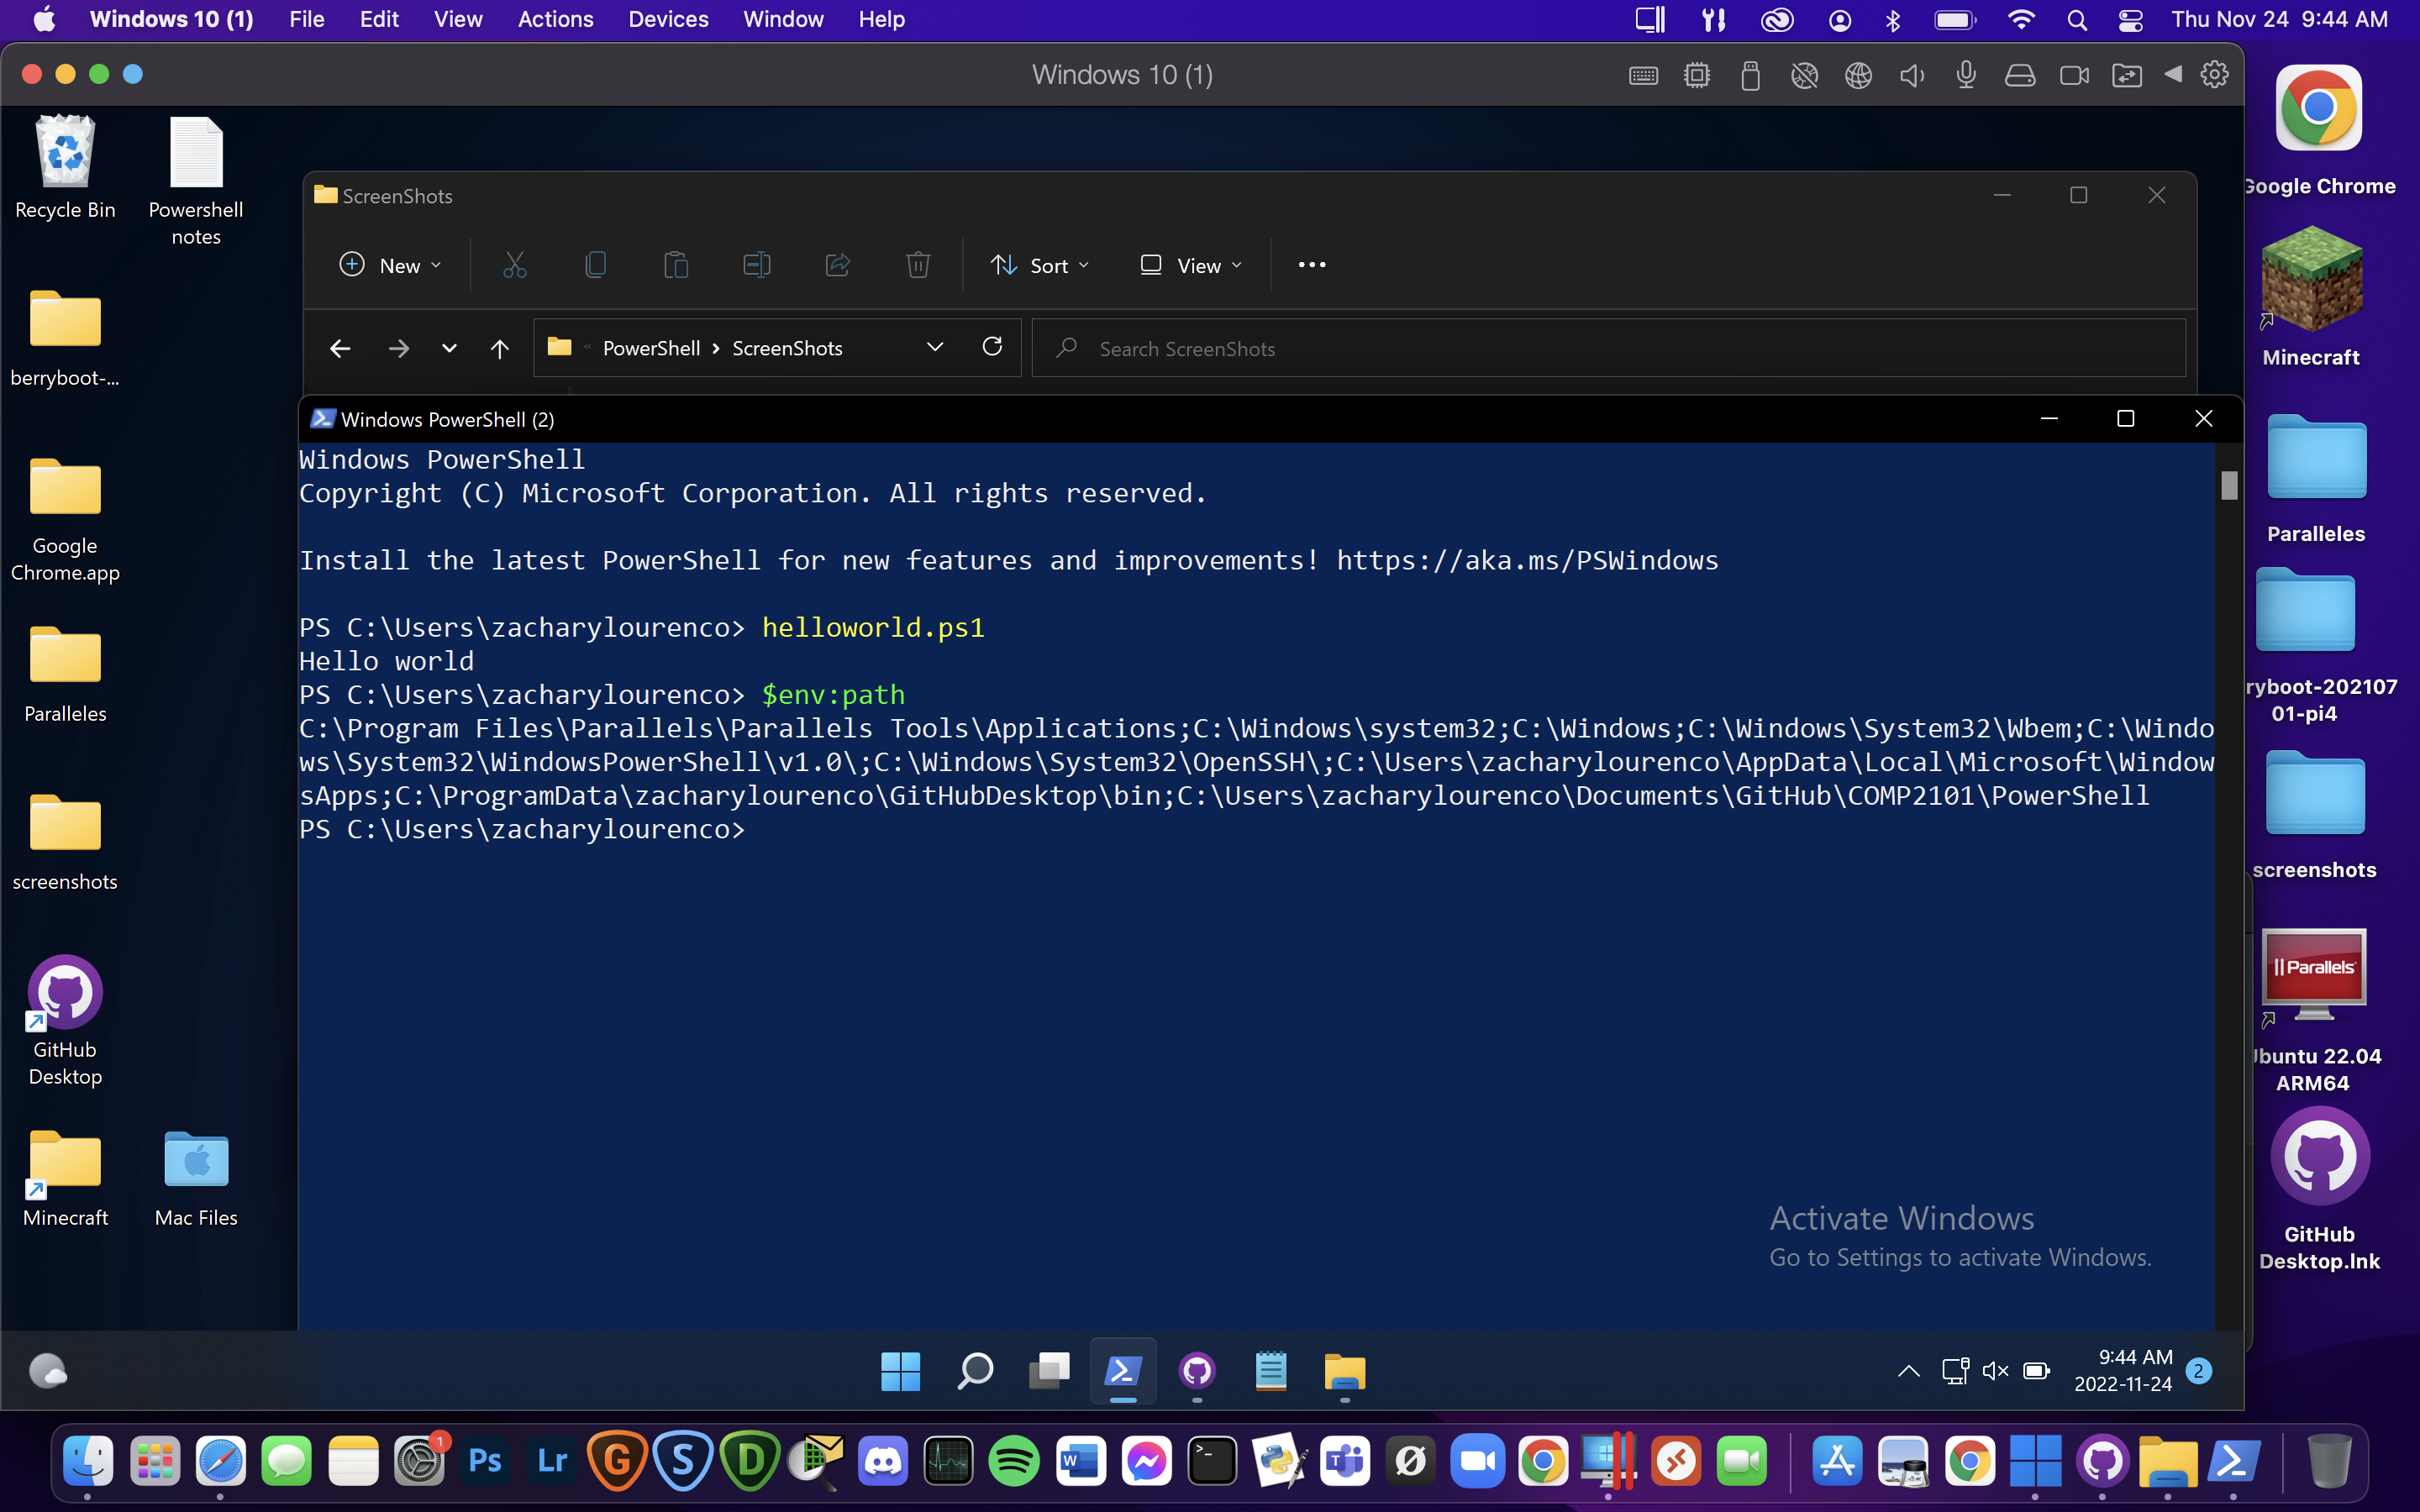 Windows 10 (1) File Edit View Actions Devices Window Help Thu Nov 24 9:44 AM
Windows 10 (1)
Recycle Bin
Powershell
notes
berryboot-...
Google
Chrome.app
Paralleles
screenshots
GitHub
Desktop
Minecraft
Mac Files
ScreenShots
New Sort View
PowerShell › ScreenShots Search ScreenShots
Windows PowerShell (2)
Windows PowerShell
Copyright (C) Microsoft Corporation. All rights reserved.
Install the latest PowerShell for new features and improvements! https://aka.ms/PSWindows
PS C:\Users\zacharylourenco> helloworld.ps1
Hello world
PS C:\Users\zacharylourenco> $env:path
C:\Program Files\Parallels\Parallels Tools\Applications;C:\Windows\system32;C:\Windows;C:\Windows\System32\Wbem;C:\Windo
ws\System32\WindowsPowerShell\v1.0\;C:\Windows\System32\OpenSSH\;C:\Users\zacharylourenco\AppData\Local\Microsoft\Window
sApps;C:\ProgramData\zacharylourenco\GitHubDesktop\bin;C:\Users\zacharylourenco\Documents\GitHub\COMP2101\PowerShell
PS C:\Users\zacharylourenco>
Activate Windows
Go to Settings to activate Windows.
9:44 AM
2022-11-24
2
Google Chrome
Minecraft
Paralleles
ryboot-202107
01-pi4
screenshots
Parallels
buntu 22.04
ARM64
GitHub
Desktop.lnk
1
Ps Lr G S D W T